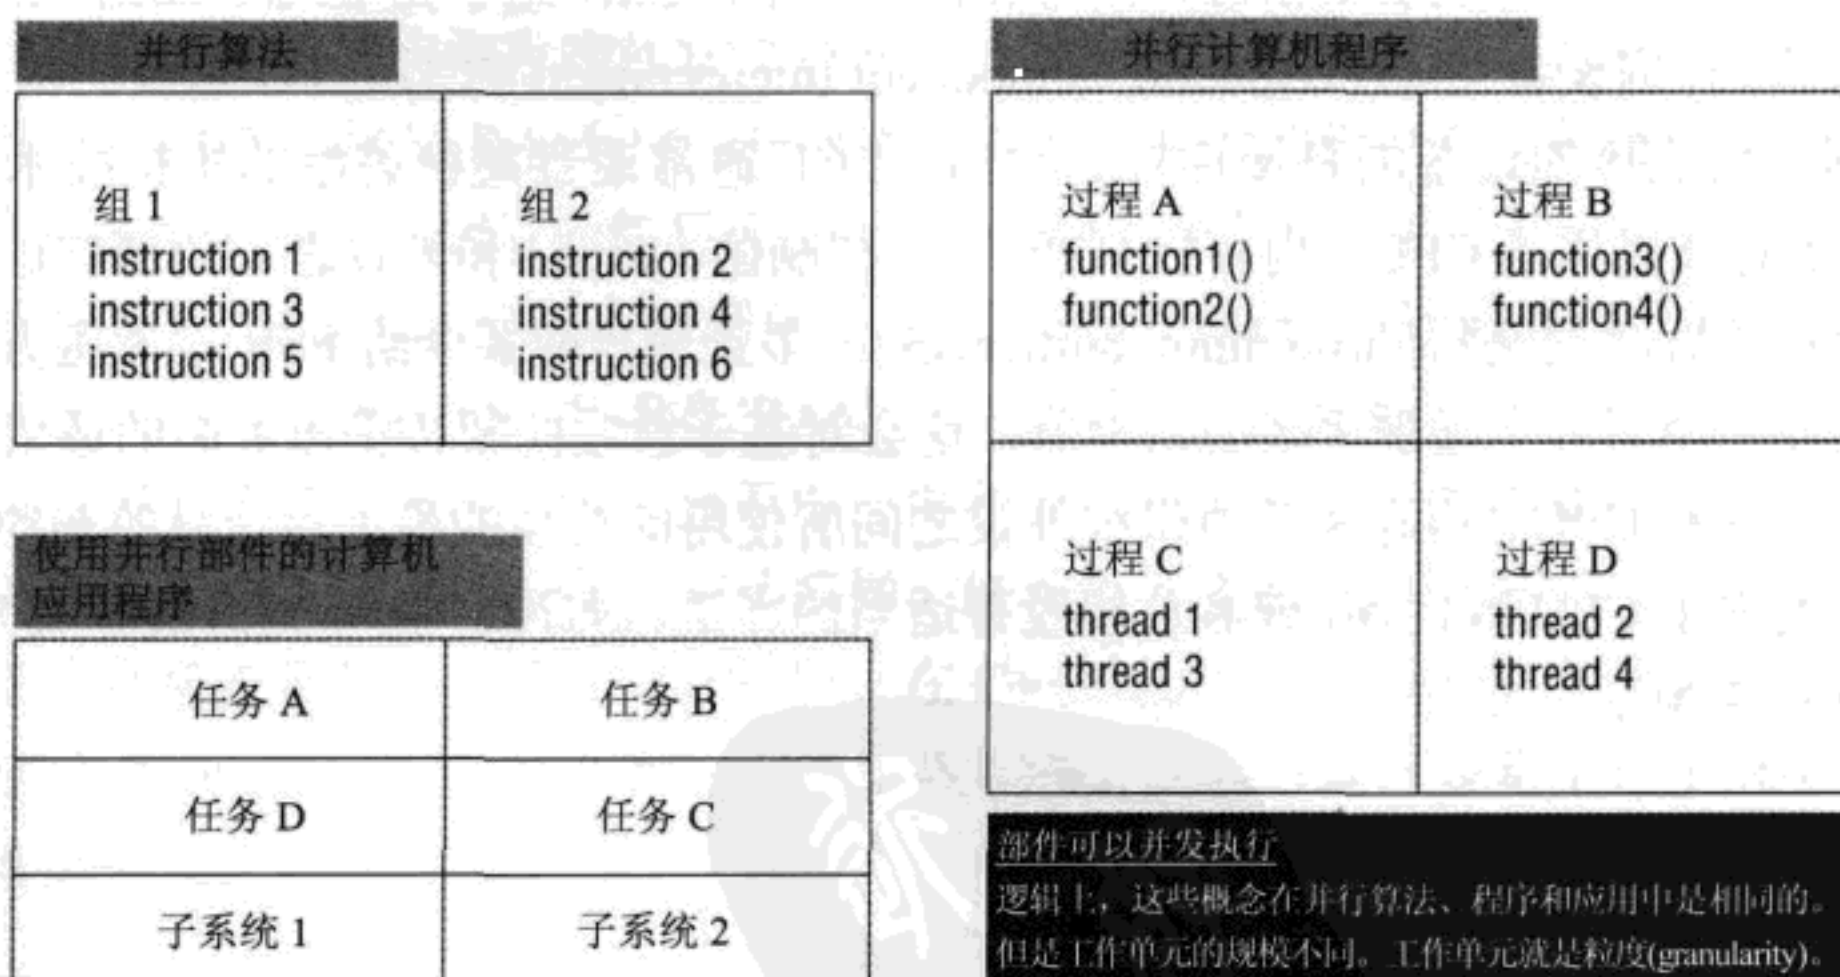 并行算法
组 1
instruction 1
instruction 3
instruction 5
组 2
instruction 2
instruction 4
instruction 6
使用并行部件的计算机
应用程序
任务 A
任务 B
任务 D
任务 C
子系统 1
子系统 2
并行计算机程序
过程 A
function1()
function2()
过程 B
function3()
function4()
过程 C
thread 1
thread 3
过程 D
thread 2
thread 4
部件可以并发执行
逻辑上，这些概念在并行算法、程序和应用中是相同的。
但是工作单元的规模不同。工作单元就是粒度(granularity)。